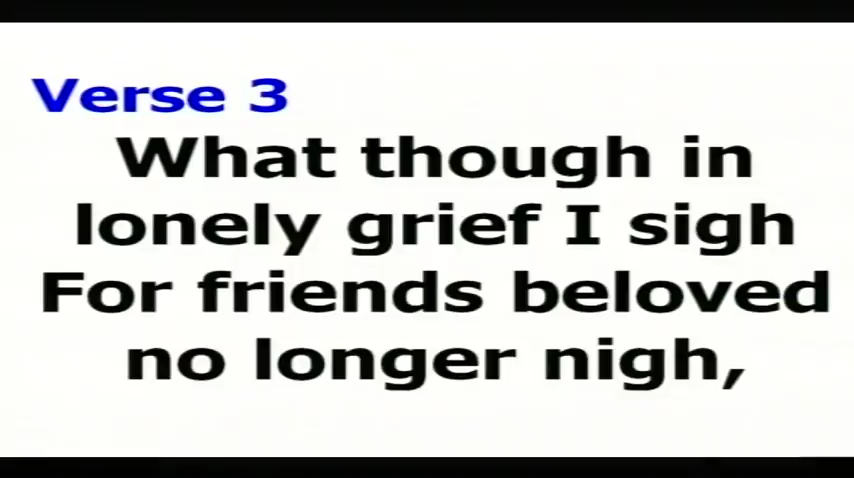 Verse 3
What though in
lonely grief I sigh
For friends beloved
no longer nigh,